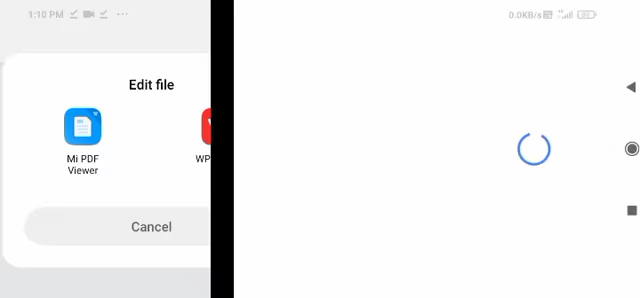 1:10 PM ...
0.0KB/s
Edit file
Mi PDF
Viewer
WP
Cancel